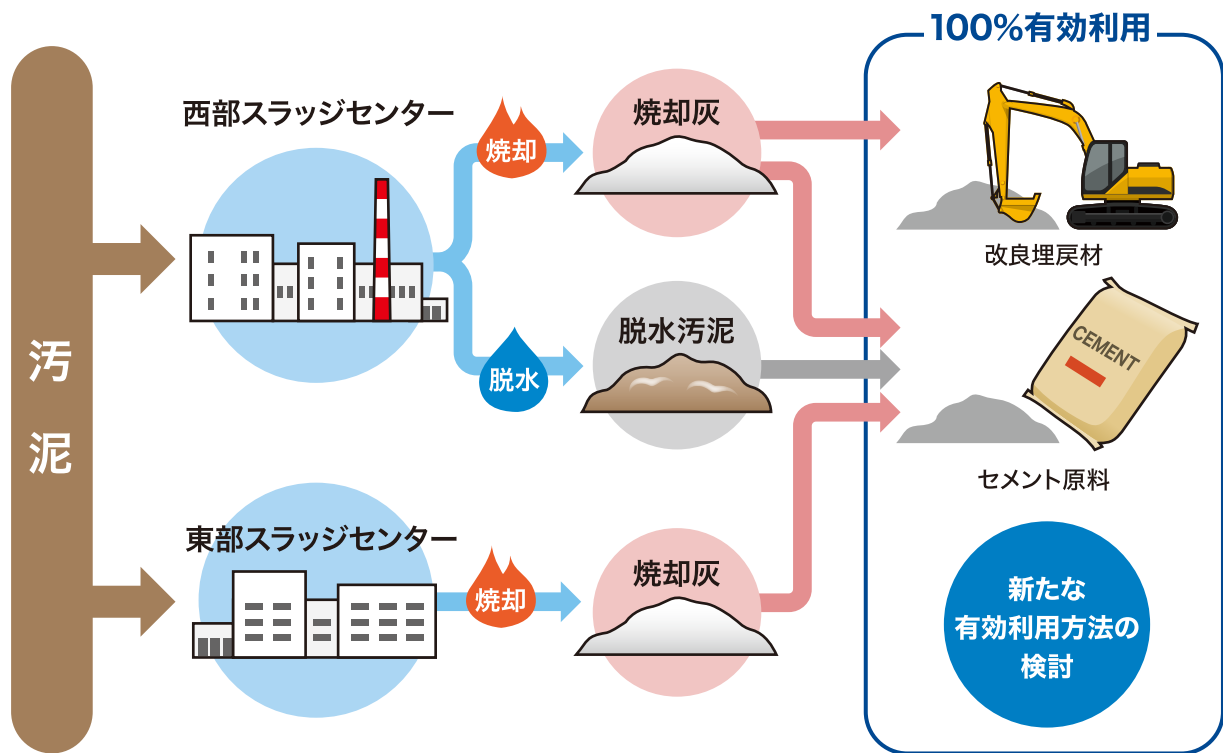 100%有効利用
汚泥
西部スラッジセンター
焼却
焼却灰
改良埋戻材
脱水
脱水汚泥
CEMENT
セメント原料
東部スラッジセンター
焼却
焼却灰
新たな
有効利用方法の
検討